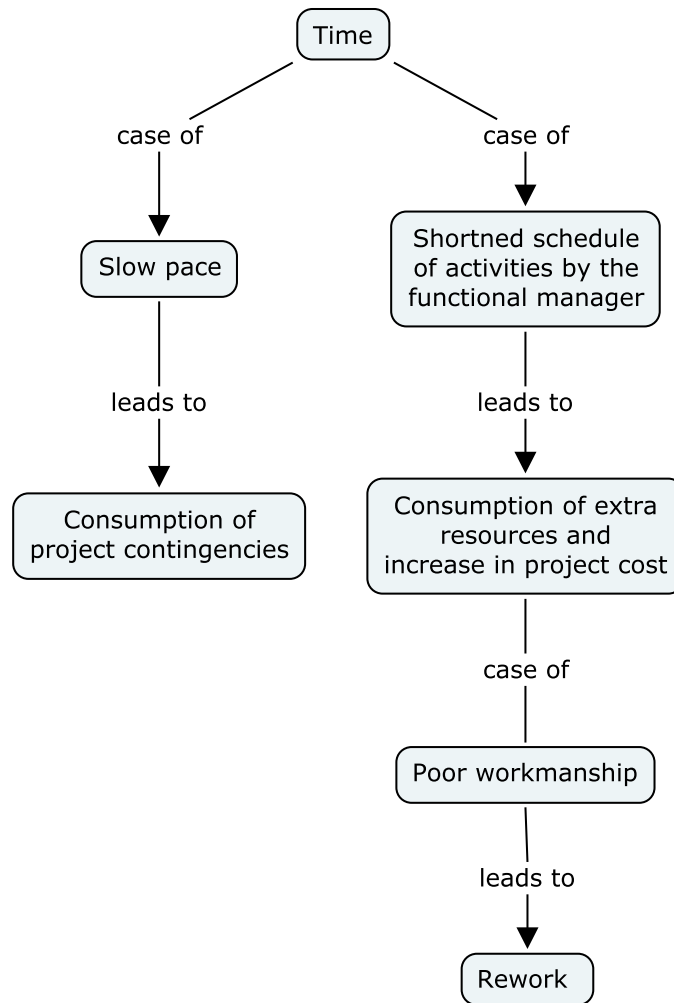 Time
case of
case of
Slow pace
Shortned schedule
of activities by the
functional manager
leads to
leads to
Consumption of
project contingencies
Consumption of extra
resources and
increase in project cost
case of
Poor workmanship
leads to
Rework